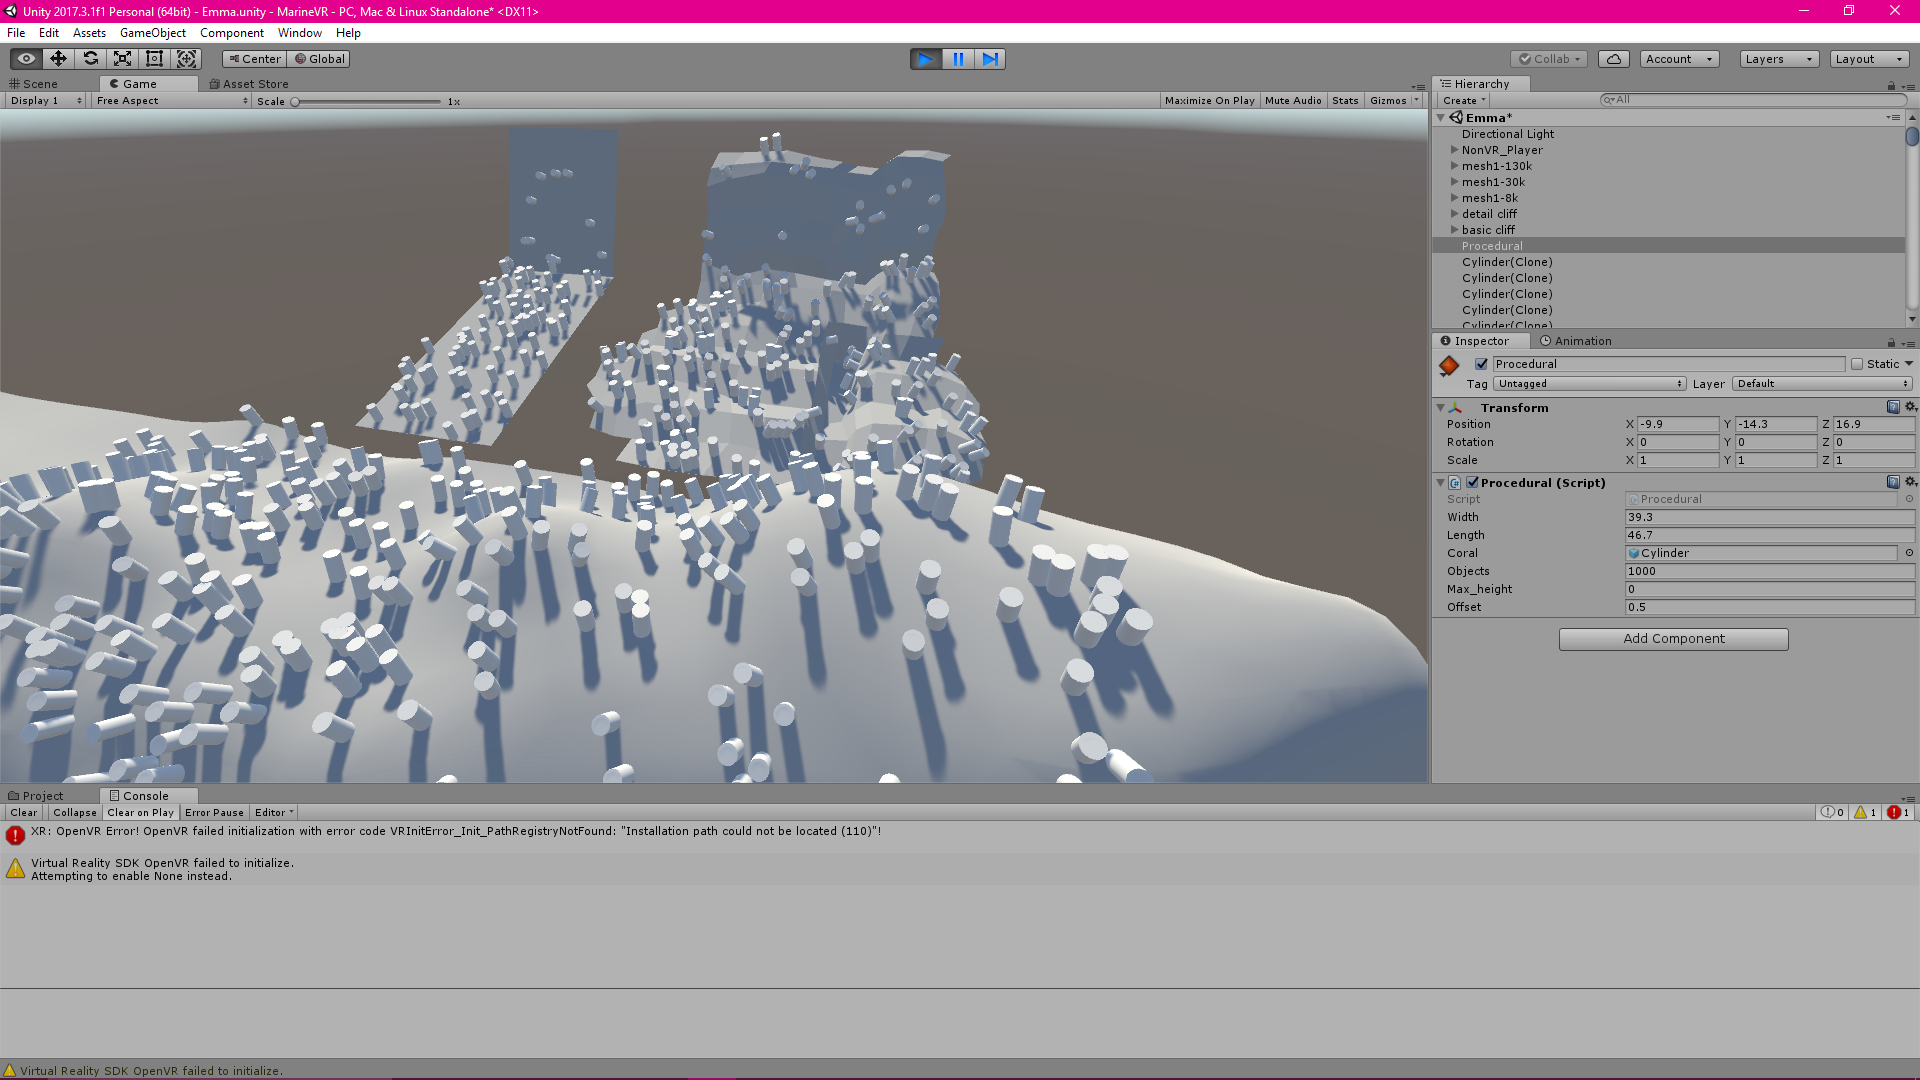 Unity 2017.3.1f1 Personal (64bit) - Emma.unity - MarineVR - PC, Mac & Linux Standalone* <DX11>
File Edit Assets GameObject Component Window Help
Center Global Collab Account Layers Layout
Scene Game Asset Store
Display 1 Free Aspect Scale 1x Maximize On Play Mute Audio Stats Gizmos
Hierarchy
Create All
Emma*
Directional Light
NonVR_Player
mesh1-130k
mesh1-30k
mesh1-8k
detail cliff
basic cliff
Procedural
Cylinder(Clone)
Cylinder(Clone)
Cylinder(Clone)
Cylinder(Clone)
Cylinder(Clone)
Inspector Animation
Procedural Static
Tag Untagged Layer Default
Transform
Position X -9.9 Y -14.3 Z 16.9
Rotation X 0 Y 0 Z 0
Scale X 1 Y 1 Z 1
Procedural (Script)
Script Procedural
Width 39.3
Length 46.7
Coral Cylinder
Objects 1000
Max_height 0
Offset 0.5
Add Component
Project Console
Clear Collapse Clear on Play Error Pause Editor 0 1 1
XR: OpenVR Error! OpenVR failed initialization with error code VRInitError_Init_PathRegistryNotFound: "Installation path could not be located (110)"!
Virtual Reality SDK OpenVR failed to initialize.
Attempting to enable None instead.
Virtual Reality SDK OpenVR failed to initialize.